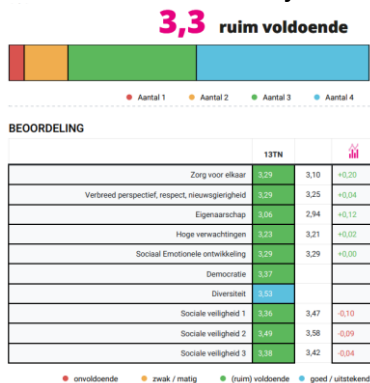 3,3 ruim voldoende
Aantal 1 Aantal 2 Aantal 3 Aantal 4
BEOORDELING
13TN
Zorg voor elkaar 3,29 3,10 +0,20
Verbreed perspectief, respect, nieuwsgierigheid 3,29 3,25 +0,04
Eigenaarschap 3,06 2,94 +0,12
Hoge verwachtingen 3,23 3,21 +0,02
Sociaal Emotionele ontwikkeling 3,29 3,29 +0,00
Democratie 3,37
Diversiteit 3,53
Sociale veiligheid 1 3,36 3,47 -0,10
Sociale veiligheid 2 3,49 3,58 -0,09
Sociale veiligheid 3 3,38 3,42 -0,04
onvoldoende zwak / matig (ruim) voldoende goed / uitstekend